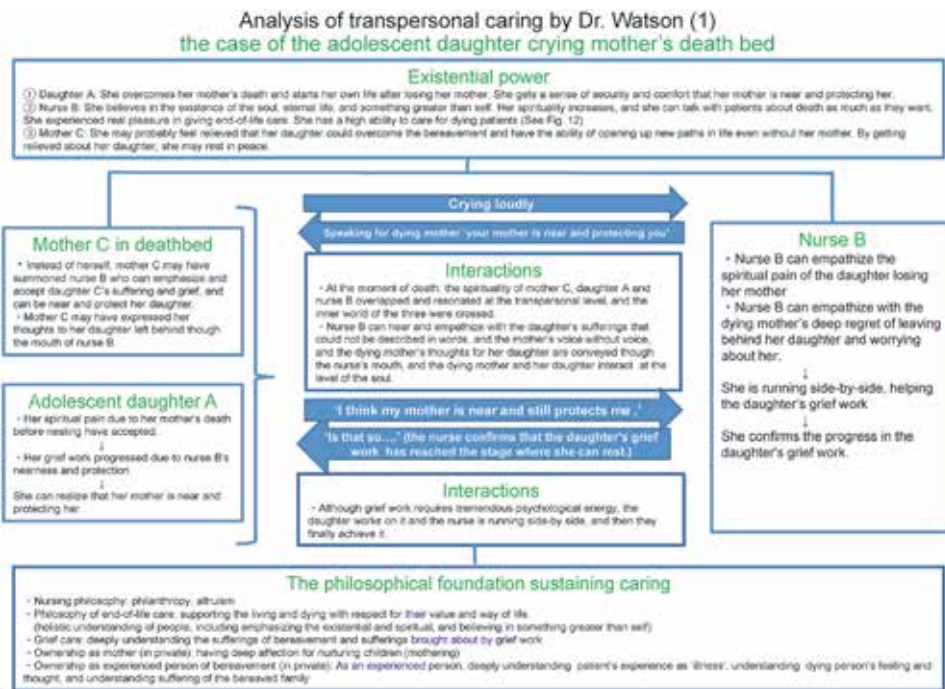 Analysis of transpersonal caring by Dr. Watson (1)
the case of the adolescent daughter crying mother's death bed
Existential power
① Daughter A: She overcomes her mother's death and starts her own life after losing her mother. She gets a sense of security and comfort that her mother is near and protecting her.
② Nurse B: She believes in the existence of the soul, eternal life, and something greater than self. Her spirituality increases, and she can talk with patients about death as much as they want.
She experienced real pleasure in giving end-of-life care. She has a high ability to care for dying patients (See Fig. 12)
③ Mother C: She may probably feel relieved that her daughter could overcome the bereavement and have the ability of opening up new paths in life even without her mother. By getting
relieved about her daughter, she may rest in peace.
Mother C in deathbed
・Instead of herself, mother C may have
summoned nurse B who can emphasize and
accept daughter C's suffering and grief, and
can be near and protect her daughter.
・Mother C may have expressed her
thoughts to her daughter left behind though
the mouth of nurse B
Adolescent daughter A
・Her spiritual pain due to her mother's death
before nesting have accepted.
↓
・Her grief work progressed due to nurse B's
nearness and protection
↓
She can realize that her mother is near and
protecting her.
Crying loudly
Speaking for dying mother 'your mother is near and protecting you'
Interactions
・At the moment of death, the spirituality of mother C, daughter A and
nurse B overlapped and resonated at the transpersonal level, and the
inner world of the three were crossed.
・Nurse B can near and empathize with the daughter's sufferings that
could not be described in words, and the mother's voice without voice,
and the dying mother's thoughts for her daughter are conveyed though
the nurse's mouth, and the dying mother and her daughter interact at the
level of the soul.
'I think my mother is near and still protects me .'
'Is that so....' (the nurse confirms that the daughter's grief
work has reached the stage where she can rest.)
Interactions
・Although grief work requires tremendous psychological energy, the
daughter works on it and the nurse is running side-by side, and then they
finally achieve it.
Nurse B
・Nurse B can empathize the
spiritual pain of the daughter losing
her mother
・Nurse B can empathize with the
dying mother's deep regret of leaving
behind her daughter and worrying
about her.
↓
She is running side-by-side, helping
the daughter's grief work
↓
She confirms the progress in the
daughter's grief work.
The philosophical foundation sustaining caring
・Nursing philosophy: philanthropy, altruism
・Philosophy of end-of-life care: supporting the living and dying with respect for their value and way of life.
(holistic understanding of people, including emphasizing the existential and spiritual, and believing in something greater than self)
・Grief care: deeply understanding the sufferings of bereavement and sufferings brought about by grief work
・Ownership as mother (in private): having deep affection for nurturing children (mothering)
・Ownership as experienced person of bereavement (in private): As an experienced person, deeply understanding patient's experience as 'illness', understanding dying person's feeling and
thought, and understanding suffering of the bereaved family